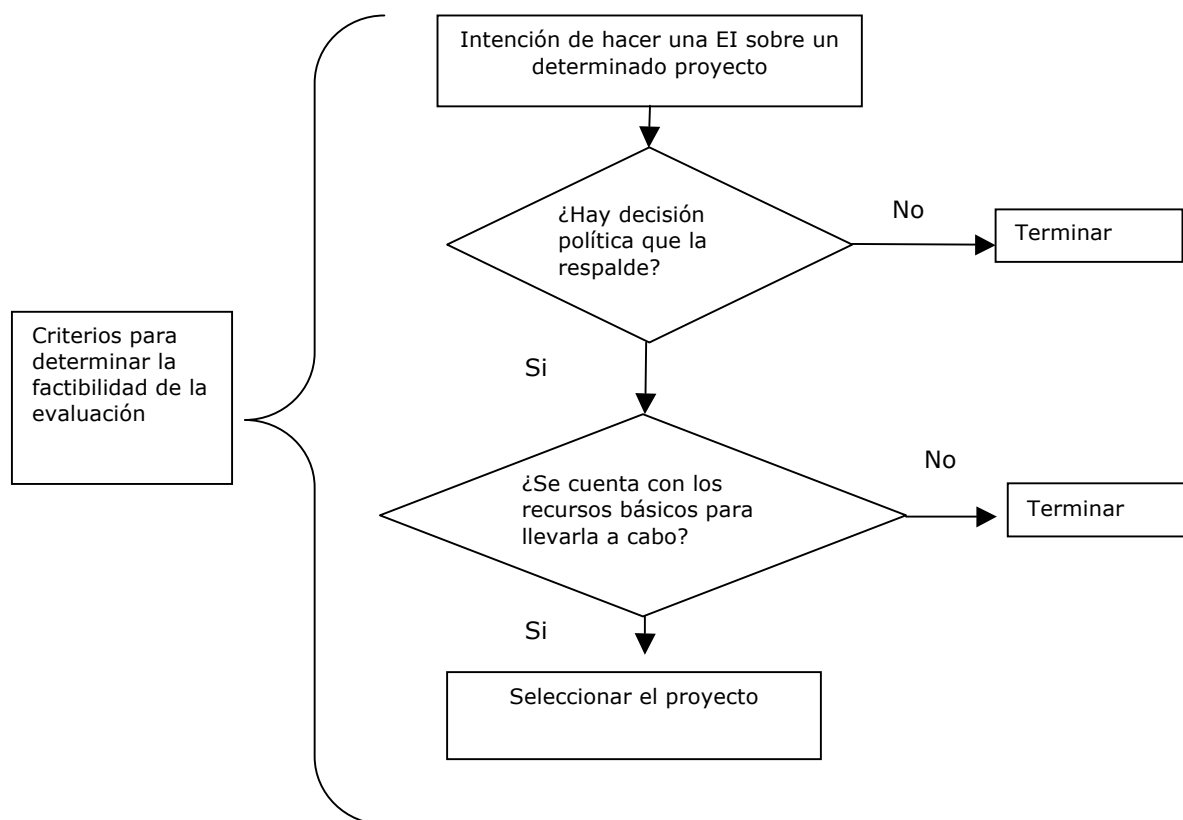 Intención de hacer una EI sobre un
determinado proyecto
¿Hay decisión
política que la
respalde?
No
Terminar
Criterios para
determinar la
factibilidad de la
evaluación
Si
¿Se cuenta con los
recursos básicos para
llevarla a cabo?
No
Terminar
Si
Seleccionar el proyecto